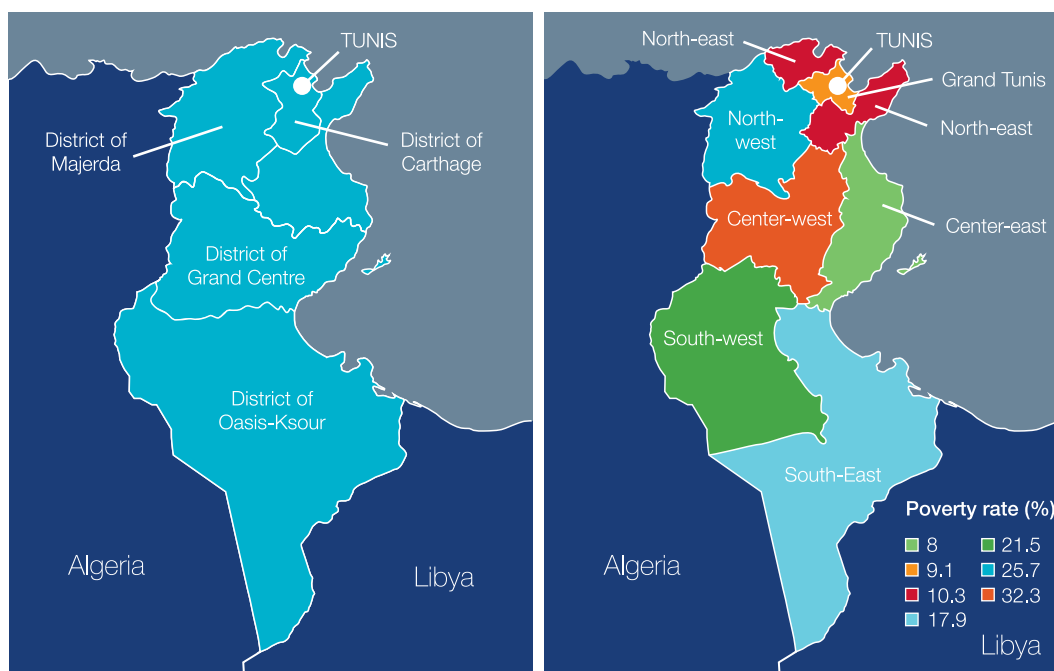 TUNIS
District of
Majerda
District of
Carthage
District of
Grand Centre
District of
Oasis-Ksour
Algeria
Libya
North-east
TUNIS
Grand Tunis
North-east
North-
west
Center-west
Center-east
South-west
South-East
Poverty rate (%)
8
21.5
9.1
25.7
10.3
32.3
17.9
Algeria
Libya